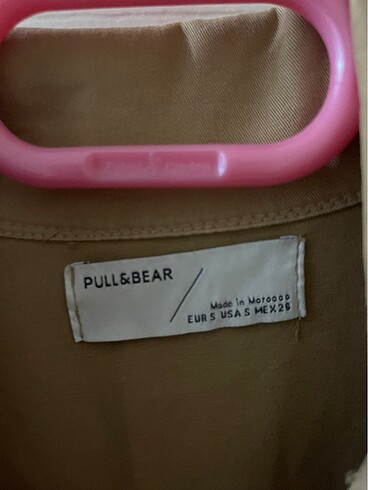 PULL&BEAR
Made in Morocco
EUR S USA S MEX 26